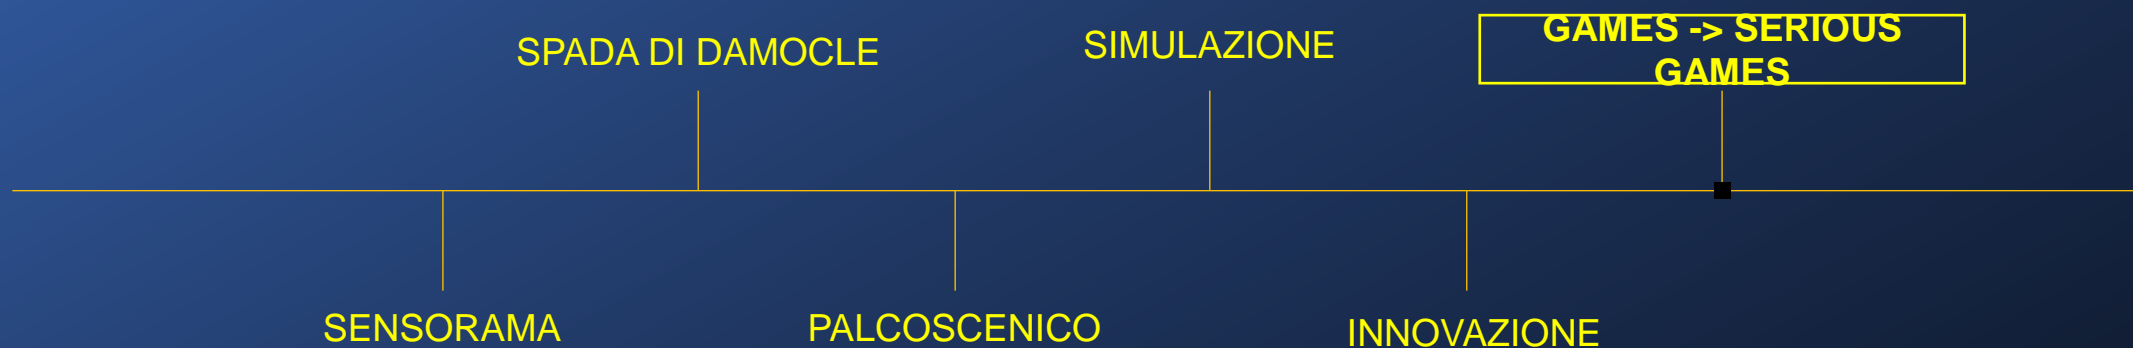 SPADA DI DAMOCLE
SIMULAZIONE
GAMES -> SERIOUS
GAMES
SENSORAMA
PALCOSCENICO
INNOVAZIONE